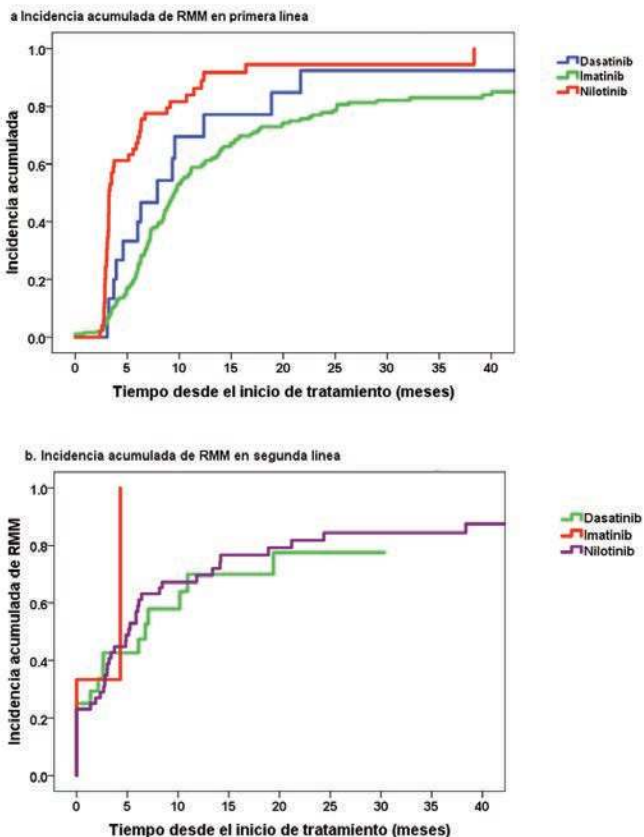 a Incidencia acumulada de RMM en primera linea
Incidencia acumulada
1.0
0.8
0.6
0.4
0.2
0.0
0 5 10 15 20 25 30 35 40
Tiempo desde el inicio de tratamiento (meses)
Dasatinib
Imatinib
Nilotinib
b. Incidencia acumulada de RMM en segunda linea
Incidencia acumulada de RMM
1.0
0.8
0.6
0.4
0.2
0.0
0 5 10 15 20 25 30 35 40
Tiempo desde el inicio de tratamiento (meses)
Dasatinib
Imatinib
Nilotinib